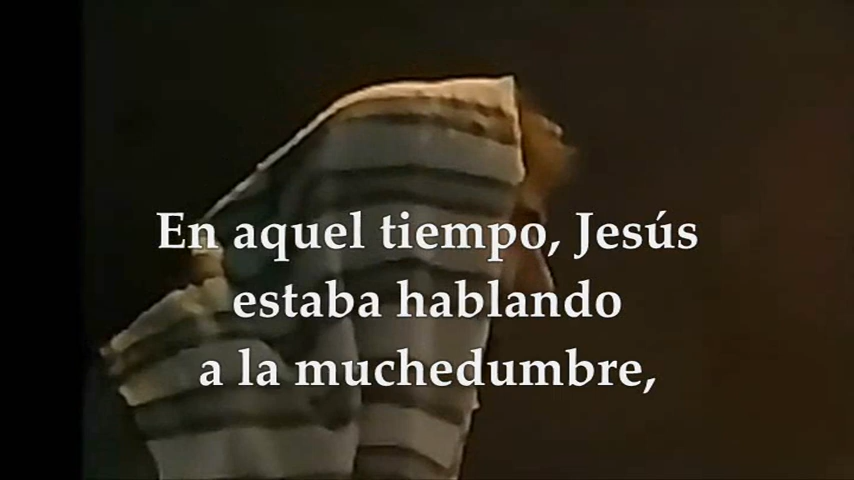 En aquel tiempo, Jesús
estaba hablando
a la muchedumbre,